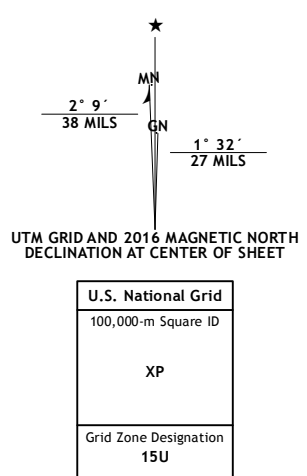 ★
MN
GN
2° 9´
38 MILS
1° 32´
27 MILS
UTM GRID AND 2016 MAGNETIC NORTH
DECLINATION AT CENTER OF SHEET
U.S. National Grid
100,000-m Square ID
XP
Grid Zone Designation
15U